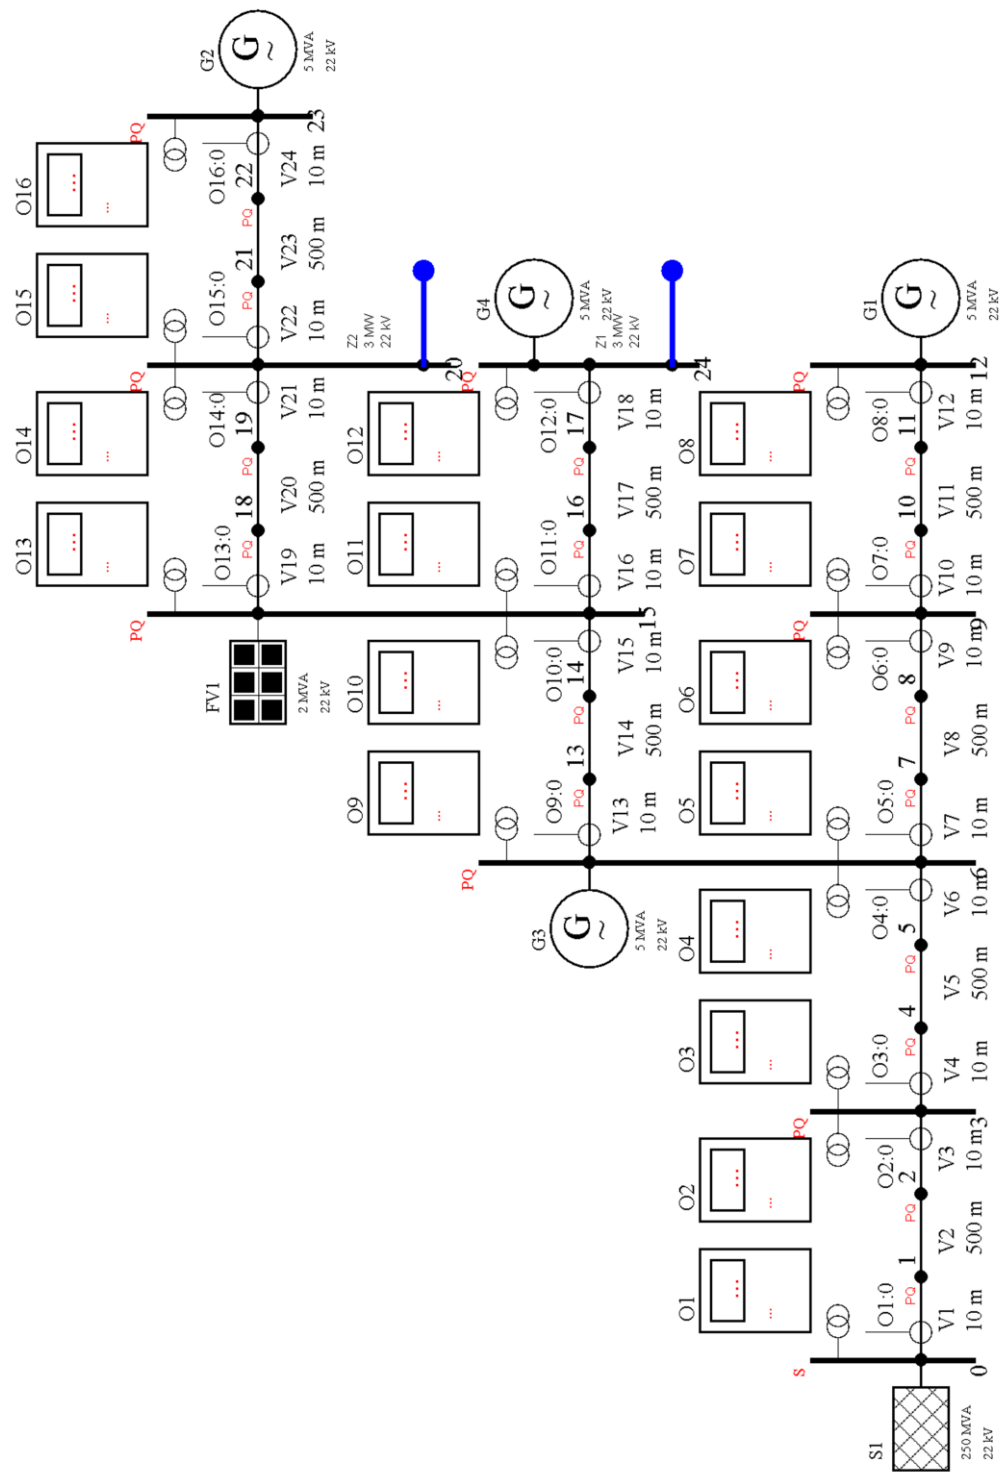 O13 O14 O15 O16
... ... ... ...
... ... ... ...
PQ PQ PQ
FV1 G2
G
~
O13:0 O14:0 O15:0 O16:0
18 19 21 22
PQ PQ PQ PQ
V19 V20 V21 V22 V23 V24
2 MVA 5 MVA
22 kV 22 kV
10 m 500 m 10 m 10 m 500 m 10 m
23
Z2
3 MW
22 kV
O9 O10 O11 O12
... ... ... ...
... ... ... ...
20
PQ PQ
G3 G4
G G
~ ~
O9:0 O10:0 O11:0 O12:0
13 14 16 17
PQ PQ PQ PQ
Z1
V13 V14 V15 V16 V17 V18
5 MVA 5 MVA
3 MW
22 kV 22 kV
22 kV
10 m 500 m 10 m 10 m 500 m 10 m
15 24
O1 O2 O3 O4 O5 O6 O7 O8
... ... ... ... ... ... ... ...
... ... ... ... ... ... ... ...
S PQ PQ PQ
S1 G1
G
~
O1:0 O2:0 O3:0 O4:0 O5:0 O6:0 O7:0 O8:0
1 2 4 5 7 8 10 11
PQ PQ PQ PQ PQ PQ PQ PQ
V1 V2 V3 V4 V5 V6 V7 V8 V9 V10 V11 V12
250 MVA 5 MVA
22 kV 22 kV
10 m 500 m 10 m 10 m 500 m 10 m 10 m 500 m 10 m 10 m 500 m 10 m
0 3 6 9 12